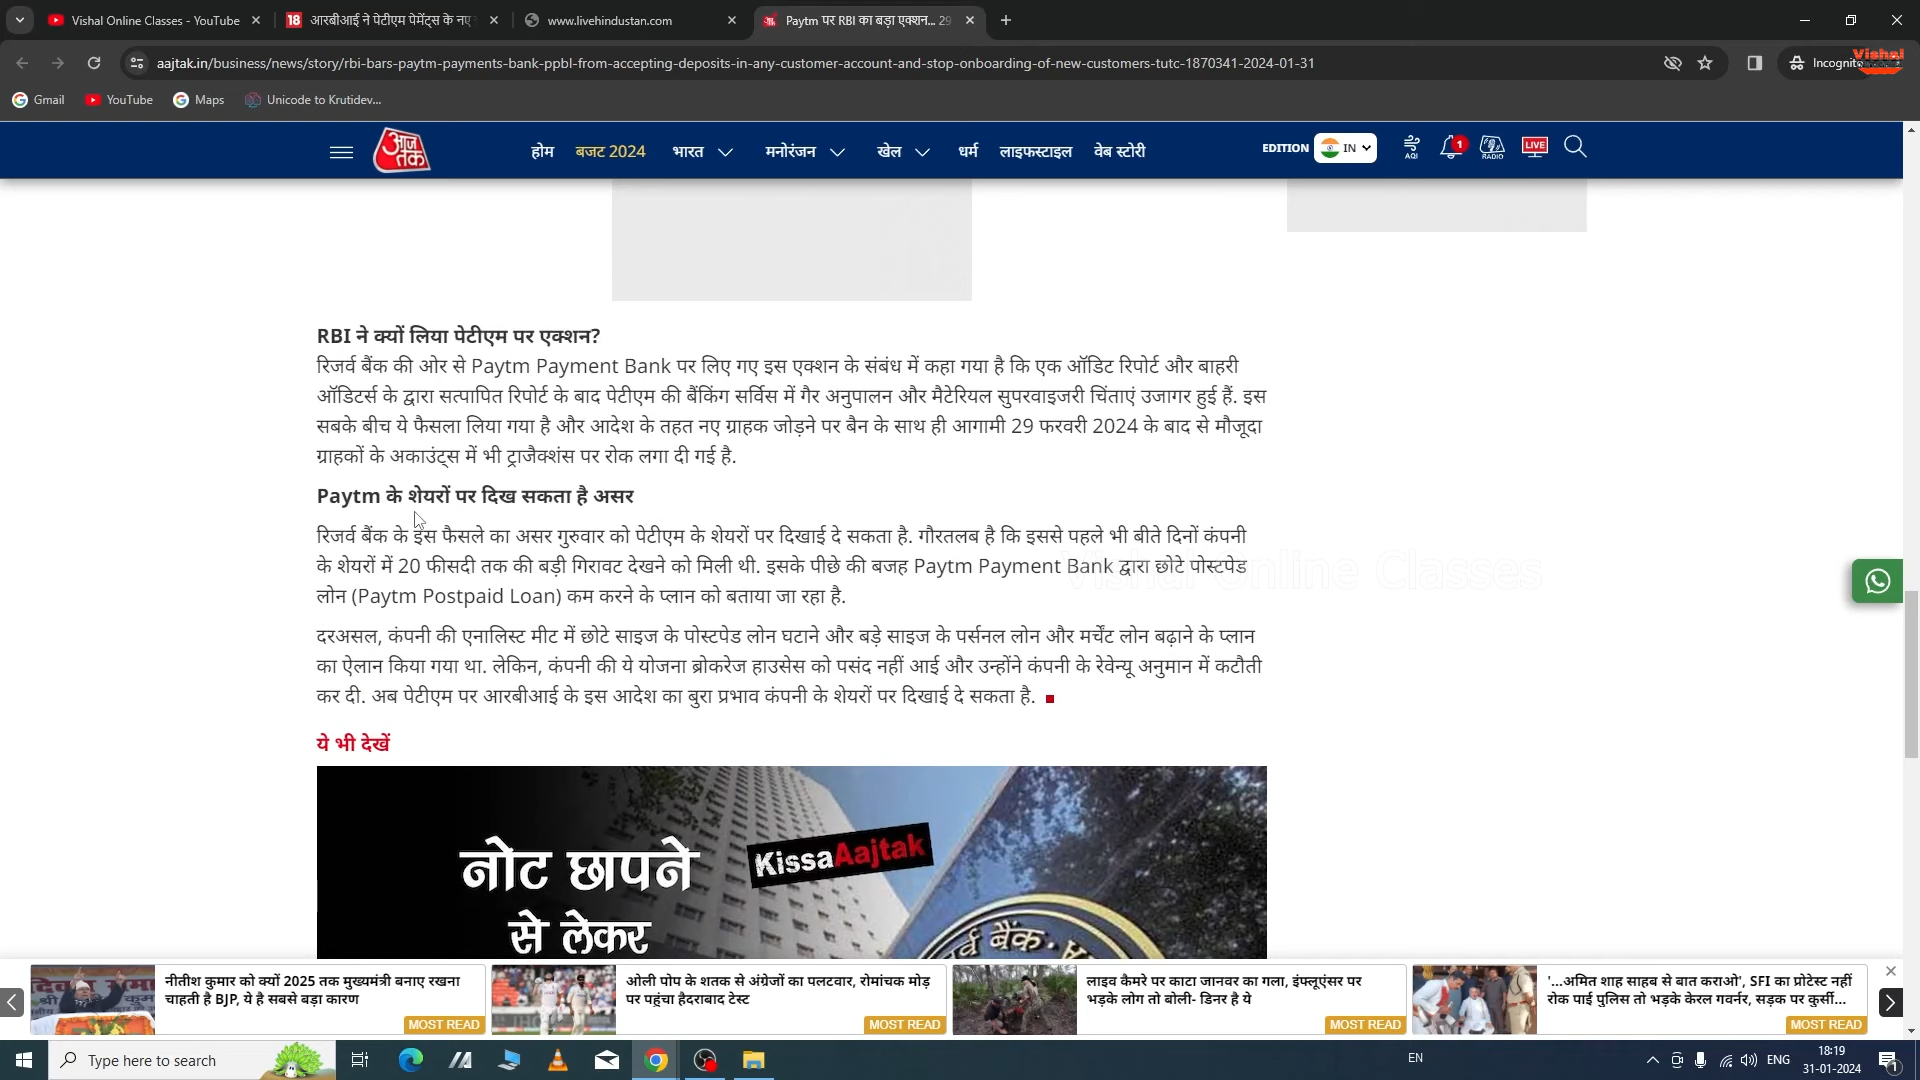 Vishal Online Classes - YouTube
आरबीआई ने पेटीएम पेमेंट्स के नए
www.livehindustan.com
Paytm पर RBI का बड़ा एक्शन... 29
aajtak.in/business/news/story/rbi-bars-paytm-payments-bank-ppbl-from-accepting-deposits-in-any-customer-account-and-stop-onboarding-of-new-customers-tutc-1870341-2024-01-31
Incognito
Vishal
Gmail
YouTube
Maps
Unicode to Krutidev...
आज तक
होम
बजट 2024
भारत
मनोरंजन
खेल
धर्म
लाइफस्टाइल
वेब स्टोरी
EDITION
IN
AQI
1
RADIO
LIVE
RBI ने क्यों लिया पेटीएम पर एक्शन?
रिजर्व बैंक की ओर से Paytm Payment Bank पर लिए गए इस एक्शन के संबंध में कहा गया है कि एक ऑडिट रिपोर्ट और बाहरी
ऑडिटर्स के द्वारा सत्यापित रिपोर्ट के बाद पेटीएम की बैंकिंग सर्विस में गैर अनुपालन और मैटेरियल सुपरवाइजरी चिंताएं उजागर हुई हैं. इस
सबके बीच ये फैसला लिया गया है और आदेश के तहत नए ग्राहक जोड़ने पर बैन के साथ ही आगामी 29 फरवरी 2024 के बाद से मौजूदा
ग्राहकों के अकाउंट्स में भी ट्राजैक्शंस पर रोक लगा दी गई है.
Paytm के शेयरों पर दिख सकता है असर
रिजर्व बैंक के इस फैसले का असर गुरुवार को पेटीएम के शेयरों पर दिखाई दे सकता है. गौरतलब है कि इससे पहले भी बीते दिनों कंपनी
के शेयरों में 20 फीसदी तक की बड़ी गिरावट देखने को मिली थी. इसके पीछे की बजह Paytm Payment Bank द्वारा छोटे पोस्टपेड
लोन (Paytm Postpaid Loan) कम करने के प्लान को बताया जा रहा है.
Vishal Online Classes
दरअसल, कंपनी की एनालिस्ट मीट में छोटे साइज के पोस्टपेड लोन घटाने और बड़े साइज के पर्सनल लोन और मर्चेंट लोन बढ़ाने के प्लान
का ऐलान किया गया था. लेकिन, कंपनी की ये योजना ब्रोकरेज हाउसेस को पसंद नहीं आई और उन्होंने कंपनी के रेवेन्यू अनुमान में कटौती
कर दी. अब पेटीएम पर आरबीआई के इस आदेश का बुरा प्रभाव कंपनी के शेयरों पर दिखाई दे सकता है.
ये भी देखें
नोट छापने
से लेकर
KissaAajtak
नीतीश कुमार को क्यों 2025 तक मुख्यमंत्री बनाए रखना
चाहती है BJP, ये है सबसे बड़ा कारण
MOST READ
ओली पोप के शतक से अंग्रेजों का पलटवार, रोमांचक मोड़
पर पहुंचा हैदराबाद टेस्ट
MOST READ
लाइव कैमरे पर काटा जानवर का गला, इंफ्लूएंसर पर
भड़के लोग तो बोली- डिनर है ये
MOST READ
'...अमित शाह साहब से बात कराओ', SFI का प्रोटेस्ट नहीं
रोक पाई पुलिस तो भड़के केरल गवर्नर, सड़क पर कुर्सी...
MOST READ
Type here to search
EN
ENG
18:19
31-01-2024
1